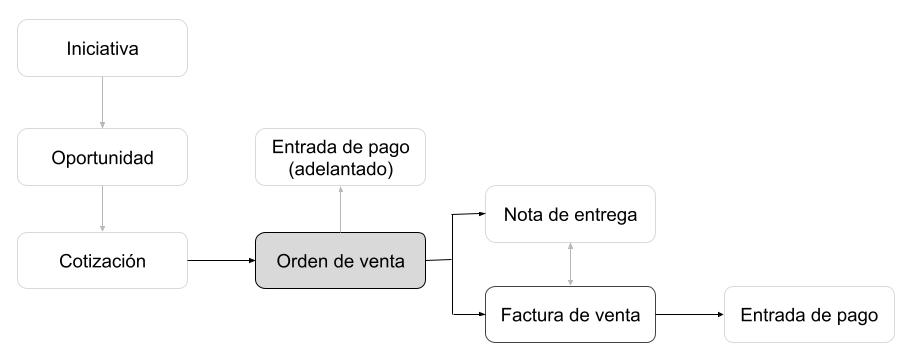 Iniciativa
Oportunidad
Entrada de pago
(adelantado)
Nota de entrega
Cotización
Orden de venta
Factura de venta
Entrada de pago